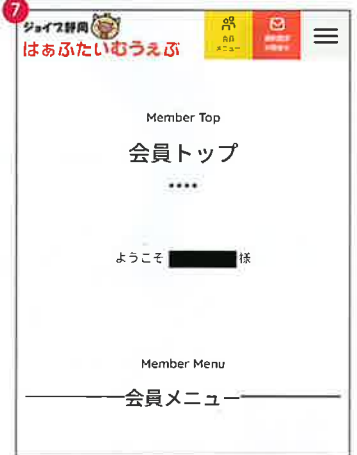 7
ジョイブ静岡
はぁふたいむうぇぶ
会員
メニュー
Member Top
会員トップ
••••
ようこそ
様
Member Menu
会員メニュー